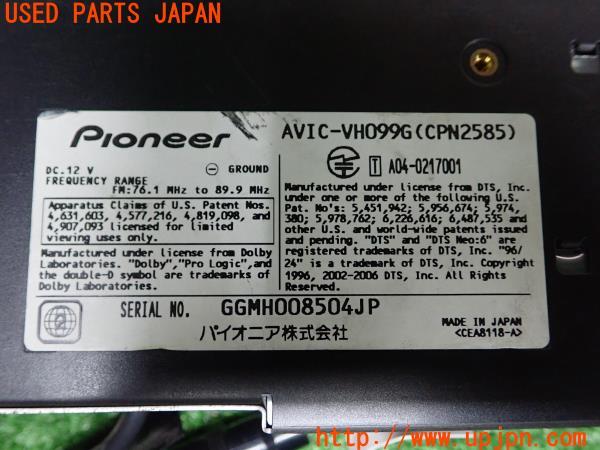 USED PARTS JAPAN
Pioneer
AVIC-VH099G(CPN2585)
DC.12 V
GROUND
FREQUENCY RANGE
FM:76.1 MHz to 89.9 MHz
T A04-0217001
Apparatus Claims of U.S. Patent Nos.
4,631,603, 4,577,216, 4,819,098, and
4,907,093 licensed for limited
viewing uses only.
Manufactured under license from Dolby
Laboratories. "Dolby","Pro Logic",and
the double-D symbol are trademarks of
Dolby Laboratories.
Manufactured under license from DTS, Inc.
under one or more of the following U.S.
Pat. No's: 5,451,942; 5,956,674; 5,974,
380; 5,978,762; 6,226,616; 6,487,535 and
other U.S. and world-wide patents issued
and pending. "DTS" and "DTS Neo:6" are
registered trademarks of DTS, Inc. "96/
24" is a trademark of DTS, Inc. Copyright
1996, 2002-2006 DTS, Inc. All Rights
Reserved.
SERIAL NO. GGMH008504JP
パイオニア株式会社
MADE IN JAPAN
<CEA8118-A>
USED PARTS JAPAN
http://www.upjpn.com